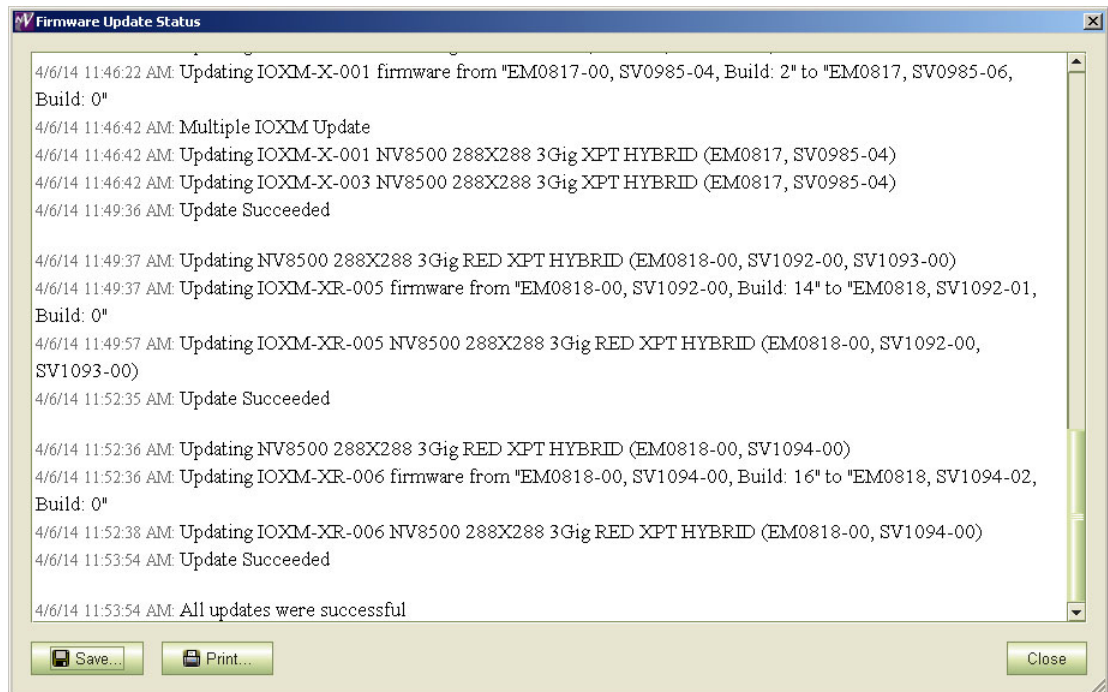 Firmware Update Status
4/6/14 11:46:22 AM: Updating IOXM-X-001 firmware from "EM0817-00, SV0985-04, Build: 2" to "EM0817, SV0985-06,
Build: 0"
4/6/14 11:46:42 AM: Multiple IOXM Update
4/6/14 11:46:42 AM: Updating IOXM-X-001 NV8500 288X288 3Gig XPT HYBRID (EM0817, SV0985-04)
4/6/14 11:46:42 AM: Updating IOXM-X-003 NV8500 288X288 3Gig XPT HYBRID (EM0817, SV0985-04)
4/6/14 11:49:36 AM: Update Succeeded
4/6/14 11:49:37 AM: Updating NV8500 288X288 3Gig RED XPT HYBRID (EM0818-00, SV1092-00, SV1093-00)
4/6/14 11:49:37 AM: Updating IOXM-XR-005 firmware from "EM0818-00, SV1092-00, Build: 14" to "EM0818, SV1092-01,
Build: 0"
4/6/14 11:49:57 AM: Updating IOXM-XR-005 NV8500 288X288 3Gig RED XPT HYBRID (EM0818-00, SV1092-00,
SV1093-00)
4/6/14 11:52:35 AM: Update Succeeded
4/6/14 11:52:36 AM: Updating NV8500 288X288 3Gig RED XPT HYBRID (EM0818-00, SV1094-00)
4/6/14 11:52:36 AM: Updating IOXM-XR-006 firmware from "EM0818-00, SV1094-00, Build: 16" to "EM0818, SV1094-02,
Build: 0"
4/6/14 11:52:38 AM: Updating IOXM-XR-006 NV8500 288X288 3Gig RED XPT HYBRID (EM0818-00, SV1094-00)
4/6/14 11:53:54 AM: Update Succeeded
4/6/14 11:53:54 AM: All updates were successful
Save... Print... Close